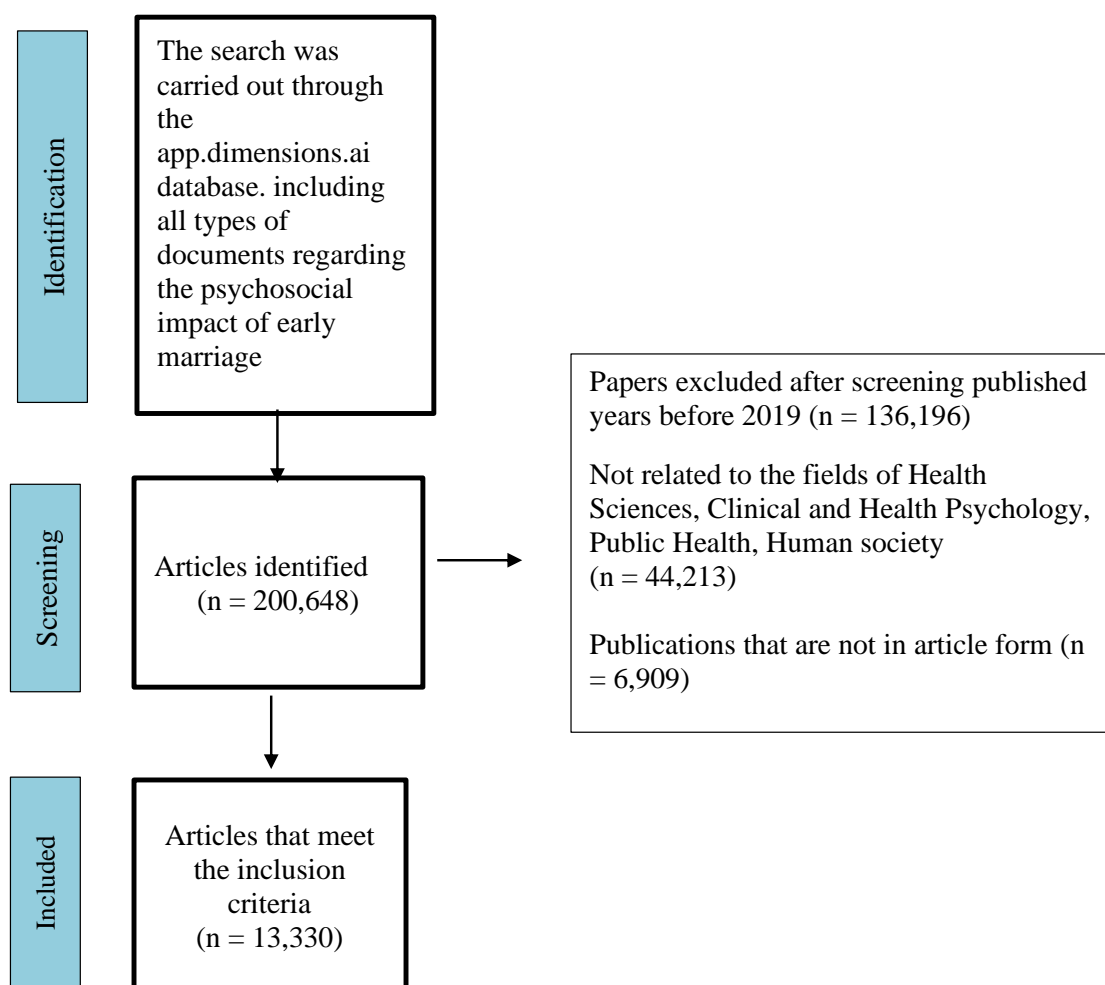 Identification
The search was
carried out through
the
app.dimensions.ai
database. including
all types of
documents regarding
the psychosocial
impact of early
marriage
Screening
Articles identified
(n = 200,648)
Papers excluded after screening published
years before 2019 (n = 136,196)
Not related to the fields of Health
Sciences, Clinical and Health Psychology,
Public Health, Human society
(n = 44,213)
Publications that are not in article form (n
= 6,909)
Included
Articles that meet
the inclusion
criteria
(n = 13,330)